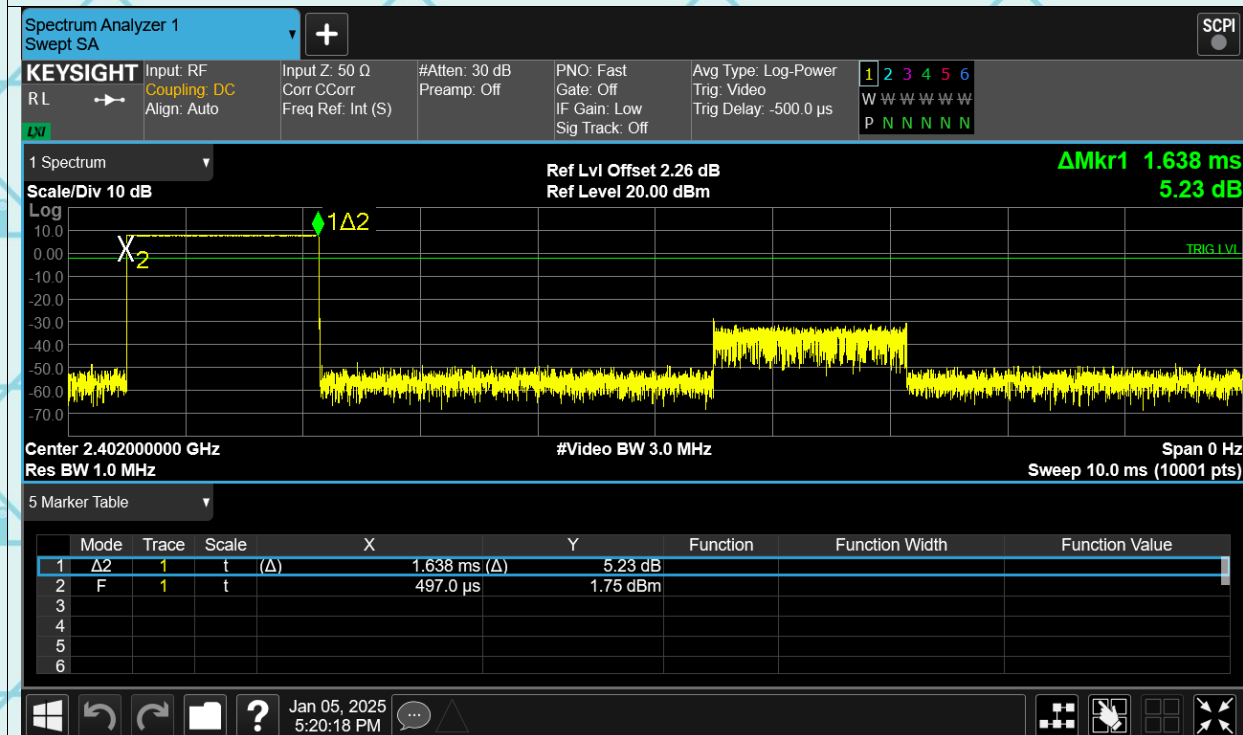 Spectrum Analyzer 1
Swept SA
+
SCPI
KEYSIGHT
RL
LXI
Input: RF
Coupling: DC
Align: Auto
Input Z: 50 Ω
Corr CCorr
Freq Ref: Int (S)
#Atten: 30 dB
Preamp: Off
PNO: Fast
Gate: Off
IF Gain: Low
Sig Track: Off
Avg Type: Log-Power
Trig: Video
Trig Delay: -500.0 µs
1 2 3 4 5 6
W W W W W W
P N N N N N
1 Spectrum
Scale/Div 10 dB
Ref Lvl Offset 2.26 dB
Ref Level 20.00 dBm
ΔMkr1 1.638 ms
5.23 dB
Log
10.0
0.00
-10.0
-20.0
-30.0
-40.0
-50.0
-60.0
-70.0
1Δ2
X2
TRIG LVL
Center 2.402000000 GHz
#Video BW 3.0 MHz
Span 0 Hz
Res BW 1.0 MHz
Sweep 10.0 ms (10001 pts)
5 Marker Table
Mode Trace Scale X Y Function Function Width Function Value
1 Δ2 1 t (Δ) 1.638 ms (Δ) 5.23 dB
2 F 1 t 497.0 µs 1.75 dBm
3
4
5
6
?
Jan 05, 2025
5:20:18 PM